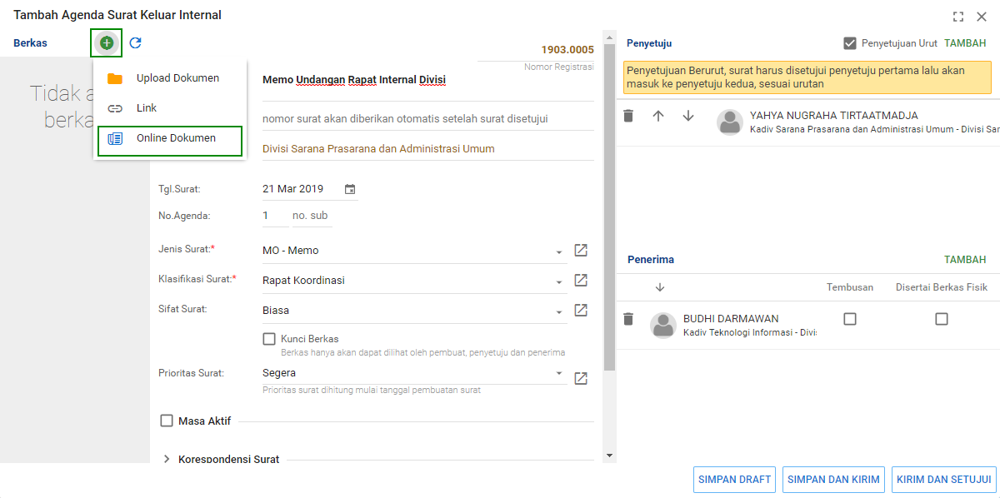 Tambah Agenda Surat Keluar Internal
Berkas
Upload Dokumen
Link
Online Dokumen
Tidak a
berka
1903.0005
Nomor Registrasi
Memo Undangan Rapat Internal Divisi
nomor surat akan diberikan otomatis setelah surat disetujui
Divisi Sarana Prasarana dan Administrasi Umum
Tgl.Surat:
21 Mar 2019
No.Agenda:
1 no. sub
Jenis Surat:*
MO - Memo
Klasifikasi Surat:*
Rapat Koordinasi
Sifat Surat:
Biasa
Kunci Berkas
Berkas hanya akan dapat dilihat oleh pembuat, penyetuju dan penerima
Prioritas Surat:
Segera
Prioritas surat dihitung mulai tanggal pembuatan surat
Masa Aktif
Korespondensi Surat
Penyetuju
Penyetujuan Urut
TAMBAH
Penyetujuan Berurut, surat harus disetujui penyetuju pertama lalu akan
masuk ke penyetuju kedua, sesuai urutan
YAHYA NUGRAHA TIRTAATMADJA
Kadiv Sarana Prasarana dan Administrasi Umum - Divisi Sar
Penerima
TAMBAH
Tembusan
Disertai Berkas Fisik
BUDHI DARMAWAN
Kadiv Teknologi Informasi - Divi
SIMPAN DRAFT
SIMPAN DAN KIRIM
KIRIM DAN SETUJUI